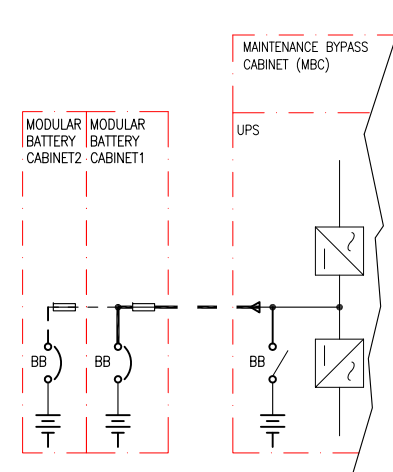 MAINTENANCE BYPASS
CABINET (MBC)
MODULAR
BATTERY
CABINET2
MODULAR
BATTERY
CABINET1
UPS
BB
BB
BB